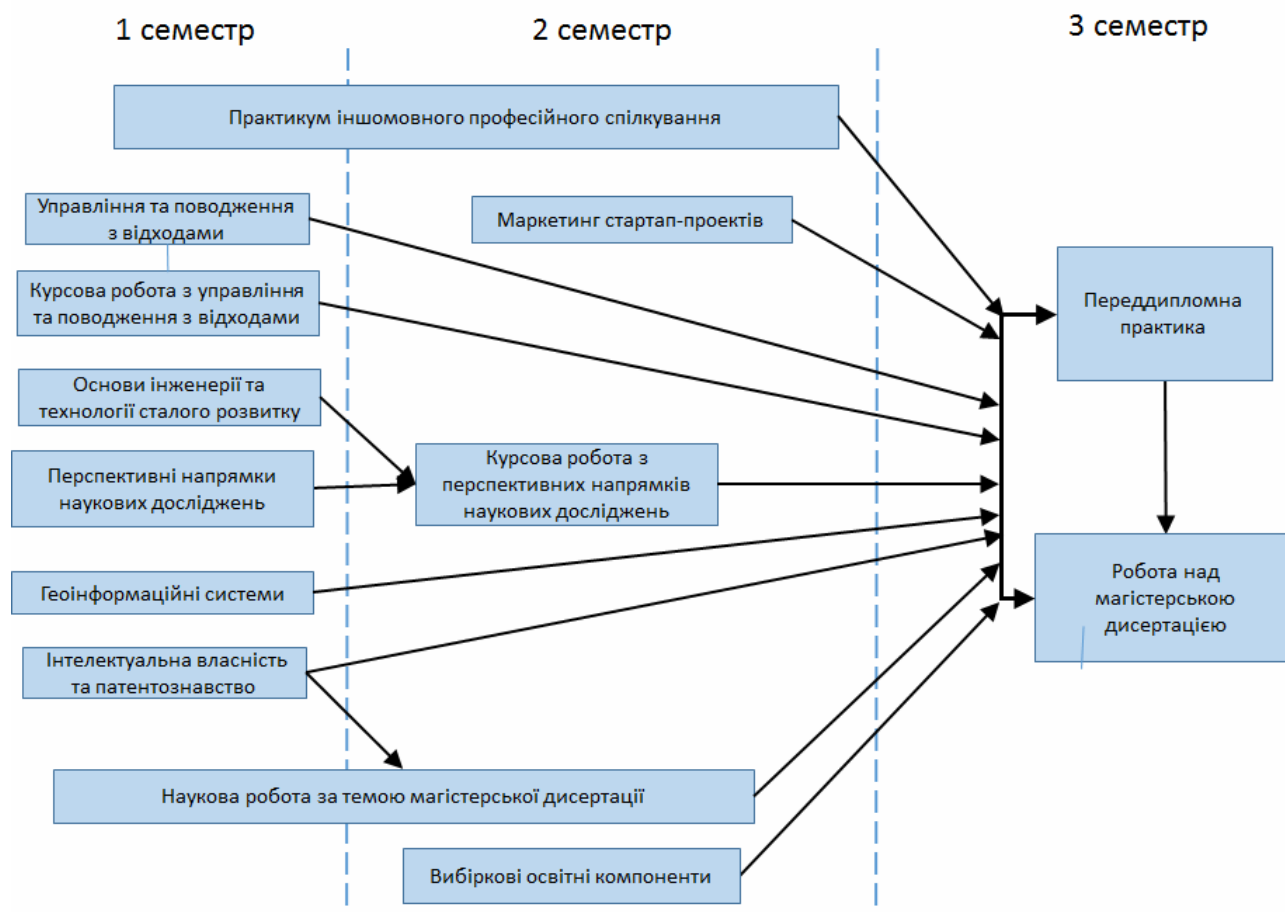 1 семестр
2 семестр
3 семестр
Практикум іншомовного професійного спілкування
Управління та поводження
з відходами
Маркетинг стартап-проектів
Курсова робота з управління
та поводження з відходами
Переддипломна
практика
Основи інженерії та
технології сталого розвитку
Перспективні напрямки
наукових досліджень
Курсова робота з
перспективних напрямків
наукових досліджень
Геоінформаційні системи
Робота над
магістерською
дисертацією
Інтелектуальна власність
та патентознавство
Наукова робота за темою магістерської дисертації
Вибіркові освітні компоненти